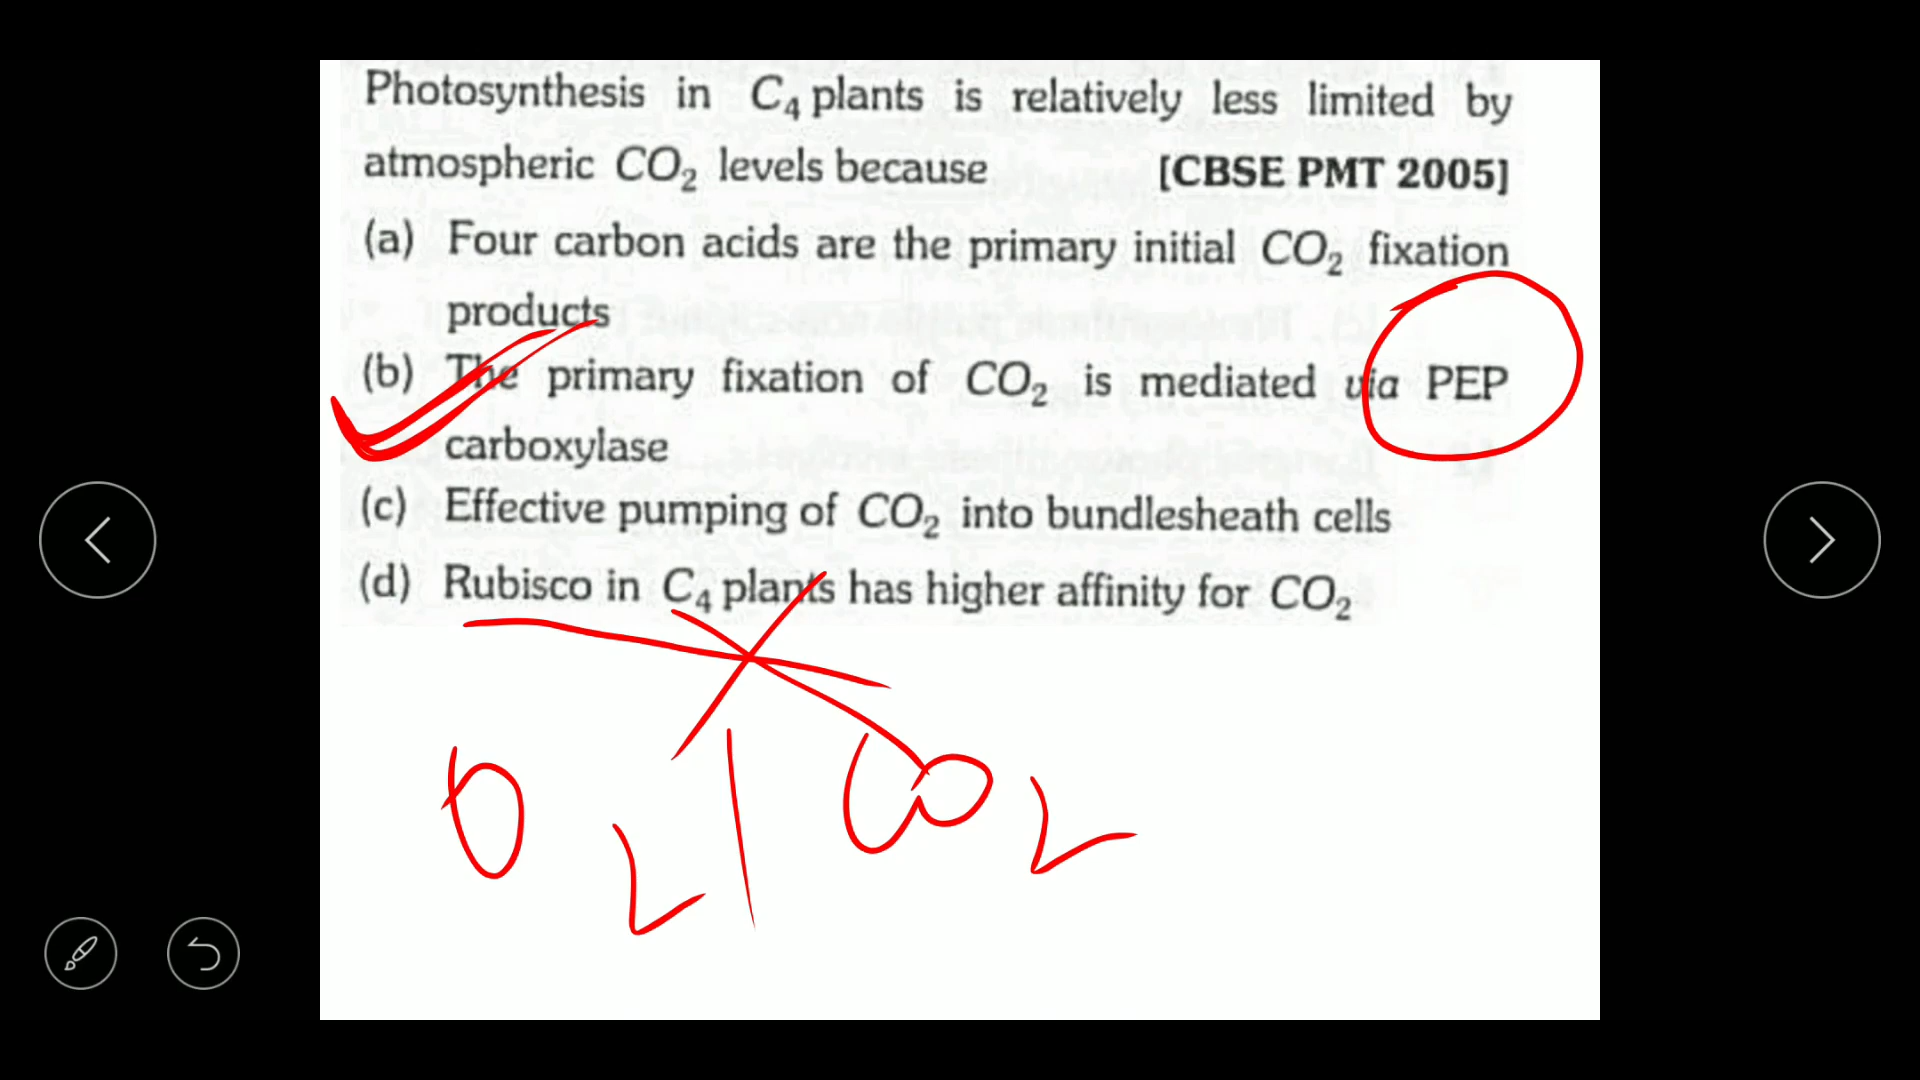 Photosynthesis in C₄ plants is relatively less limited by
atmospheric CO₂ levels because [CBSE PMT 2005]
(a) Four carbon acids are the primary initial CO₂ fixation
products
(b) The primary fixation of CO₂ is mediated via PEP
carboxylase
(c) Effective pumping of CO₂ into bundlesheath cells
(d) Rubisco in C₄ plants has higher affinity for CO₂
O₂ | CO₂